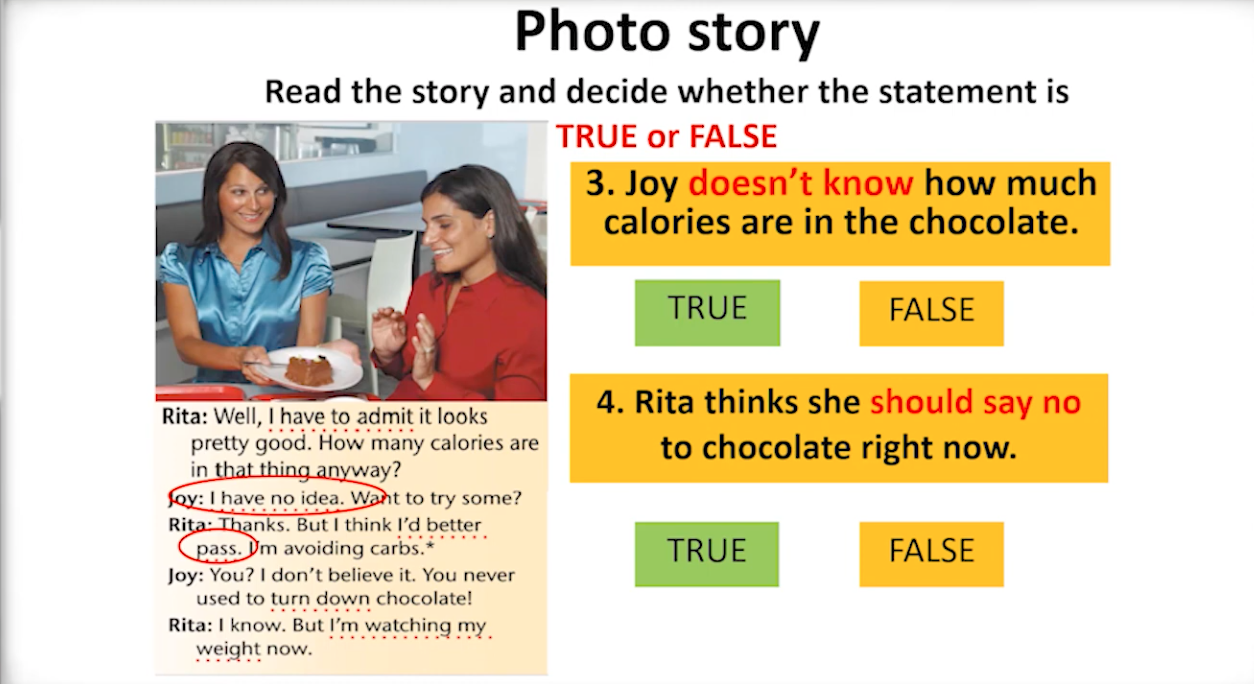 Photo story
Read the story and decide whether the statement is
TRUE or FALSE
Rita: Well, I have to admit it looks
pretty good. How many calories are
in that thing anyway?
Joy: I have no idea. Want to try some?
Rita: Thanks. But I think I'd better
pass. I'm avoiding carbs.*
Joy: You? I don't believe it. You never
used to turn down chocolate!
Rita: I know. But I'm watching my
weight now.
3. Joy doesn't know how much
calories are in the chocolate.
TRUE
FALSE
4. Rita thinks she should say no
to chocolate right now.
TRUE
FALSE